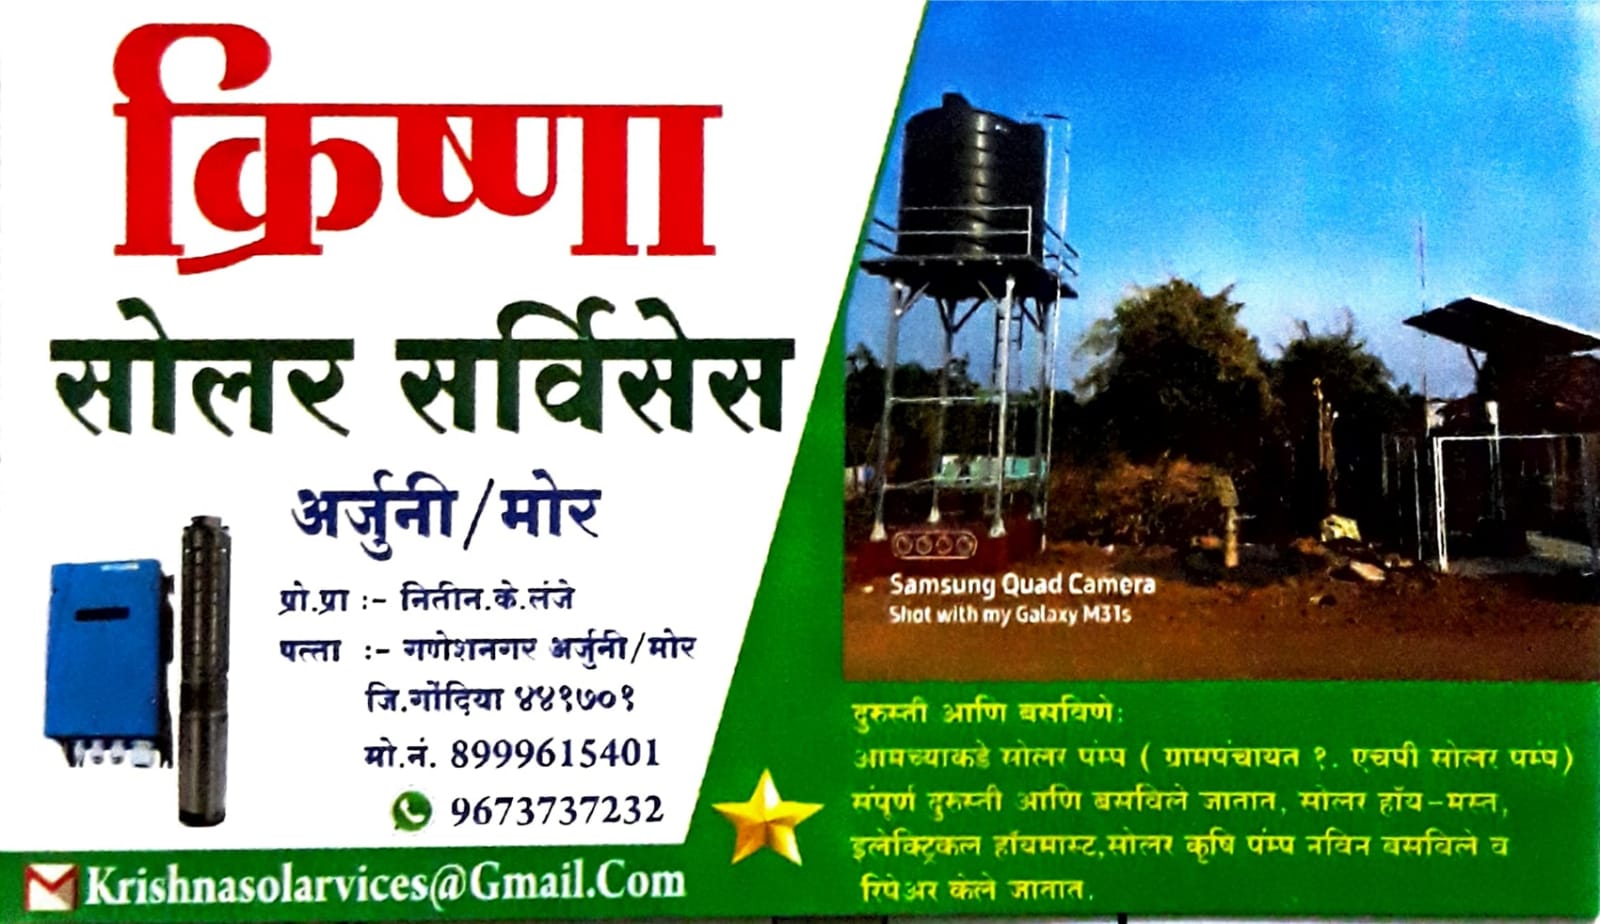 क्रिष्णा
सोलर सर्विसेस
अर्जुनी/मोर
प्रो.प्रा :- नितीन.के.लंजे
पत्ता :- गणेशनगर अर्जुनी/मोर
जि.गोंदिया ४४१७०१
मो.नं. 8999615401
9673737232
Krishnasolarvices@Gmail.Com
Samsung Quad Camera
Shot with my Galaxy M31s
दुरुस्ती आणि बसविणे:
आमच्याकडे सोलर पंम्प ( ग्रामपंचायत १. एचपी सोलर पम्प)
संपूर्ण दुरुस्ती आणि बसविले जातात, सोलर हॉय-मस्त,
इलेक्ट्रिकल हॉयमास्ट,सोलर कृषि पंम्प नविन बसविले व
रिपेअर केले जातात.